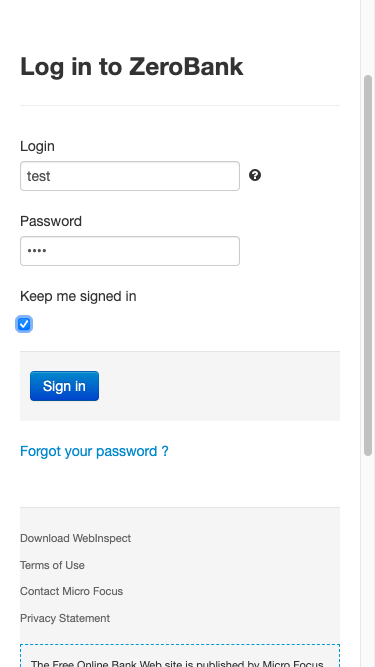 Log in to ZeroBank
Login
test
Password
••••
Keep me signed in
Sign in
Forgot your password ?
Download WebInspect
Terms of Use
Contact Micro Focus
Privacy Statement
The Free Online Bank Web site is published by Micro Focus